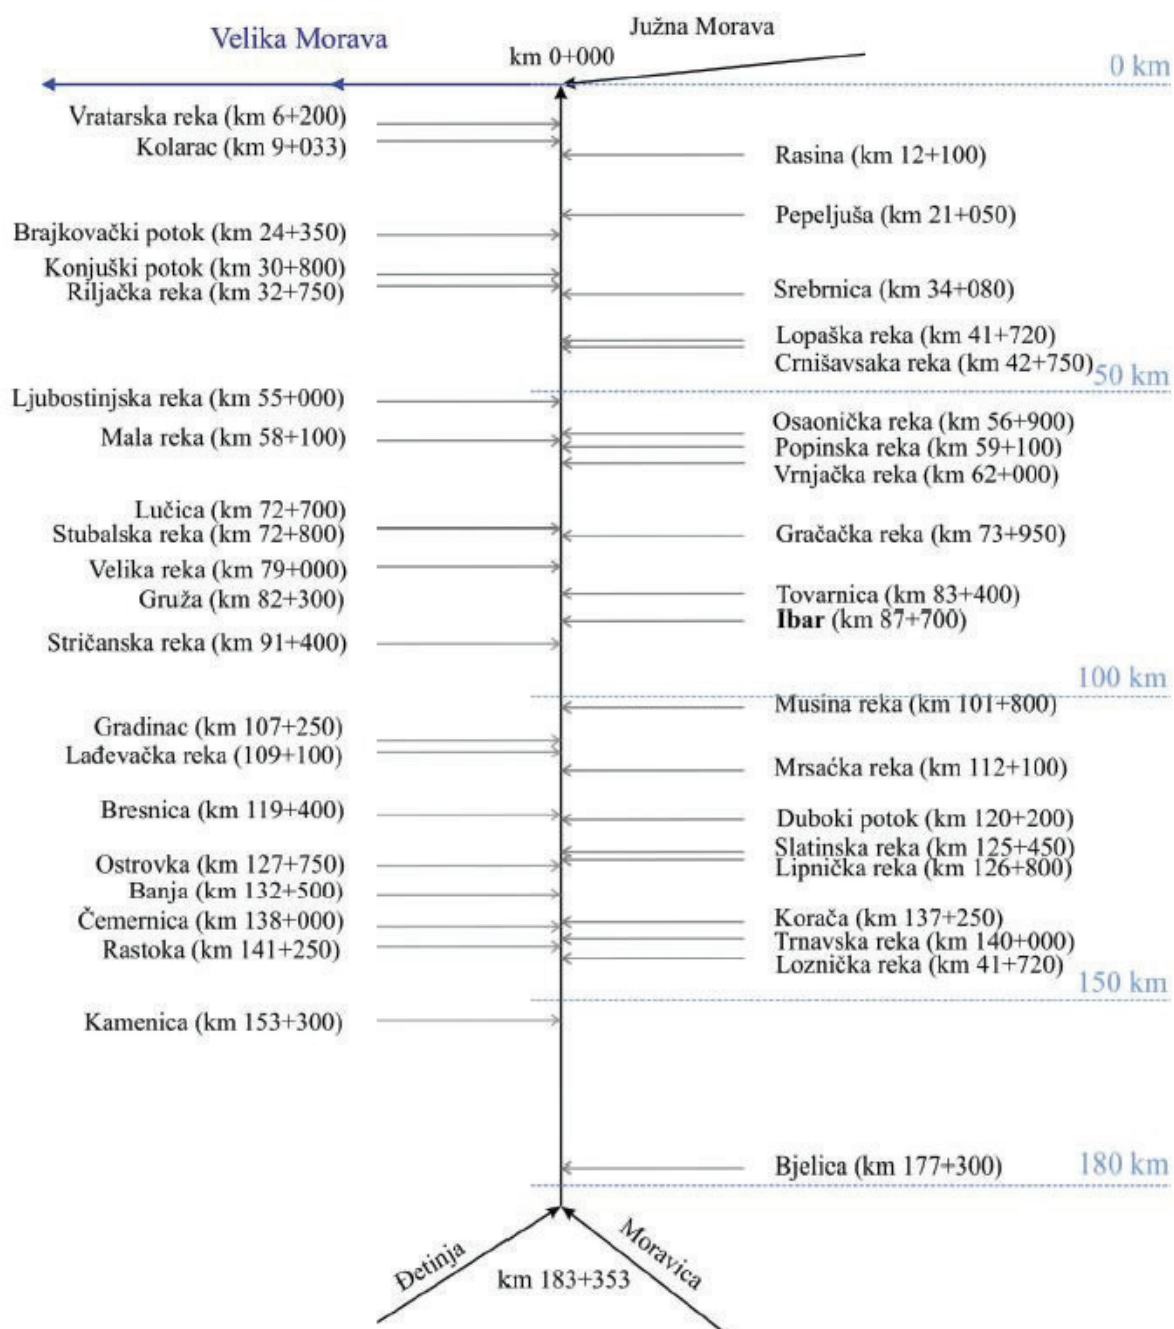 Južna Morava
Velika Morava
km 0+000
0 km
Vratarska reka (km 6+200)
Kolarac (km 9+033)
Rasina (km 12+100)
Pepeljuša (km 21+050)
Brajkovački potok (km 24+350)
Konjuški potok (km 30+800)
Riljačka reka (km 32+750)
Srebrnica (km 34+080)
Lopaška reka (km 41+720)
Crnišavsaka reka (km 42+750)
50 km
Ljubostinjska reka (km 55+000)
Osaonička reka (km 56+900)
Mala reka (km 58+100)
Popinska reka (km 59+100)
Vrnjačka reka (km 62+000)
Lučica (km 72+700)
Stubalska reka (km 72+800)
Gračačka reka (km 73+950)
Velika reka (km 79+000)
Gruža (km 82+300)
Tovarnica (km 83+400)
Ibar (km 87+700)
Stričanska reka (km 91+400)
100 km
Musina reka (km 101+800)
Gradinac (km 107+250)
Lađevačka reka (109+100)
Mrsaćka reka (km 112+100)
Bresnica (km 119+400)
Duboki potok (km 120+200)
Slatinska reka (km 125+450)
Lipnička reka (km 126+800)
Ostrovka (km 127+750)
Banja (km 132+500)
Čemernica (km 138+000)
Korača (km 137+250)
Trnavska reka (km 140+000)
Rastoka (km 141+250)
Loznička reka (km 41+720)
150 km
Kamenica (km 153+300)
Bjelica (km 177+300)
180 km
Đetinja
Moravica
km 183+353